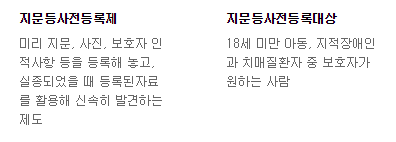 지문등사전등록제
미리 지문, 사진, 보호자 인
적사항 등을 등록해 놓고,
실종되었을 때 등록된자료
를 활용해 신속히 발견하는
제도
지문등사전등록대상
18세 미만 아동, 지적장애인
과 치매질환자 중 보호자가
원하는 사람